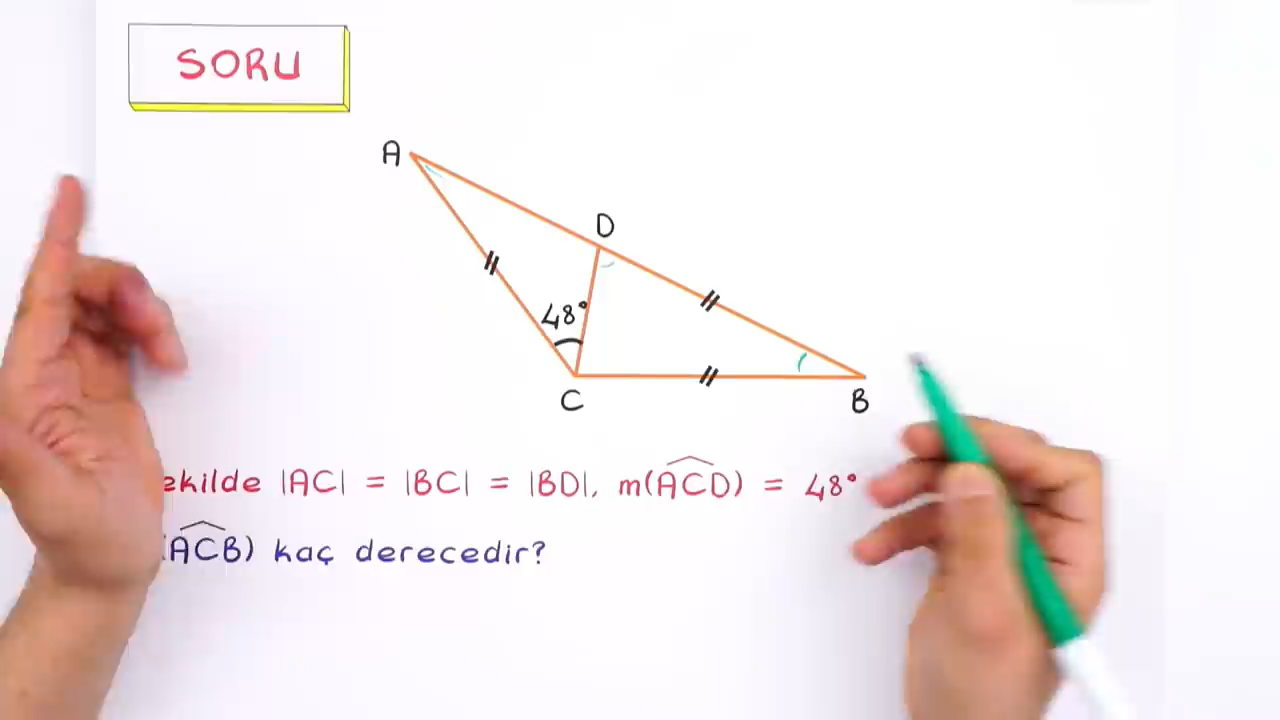 SORU
A
D
48°
C
B
ekilde |AC| = |BC| = |BD|, m(ACD) = 48°
(ACB) kaç derecedir?